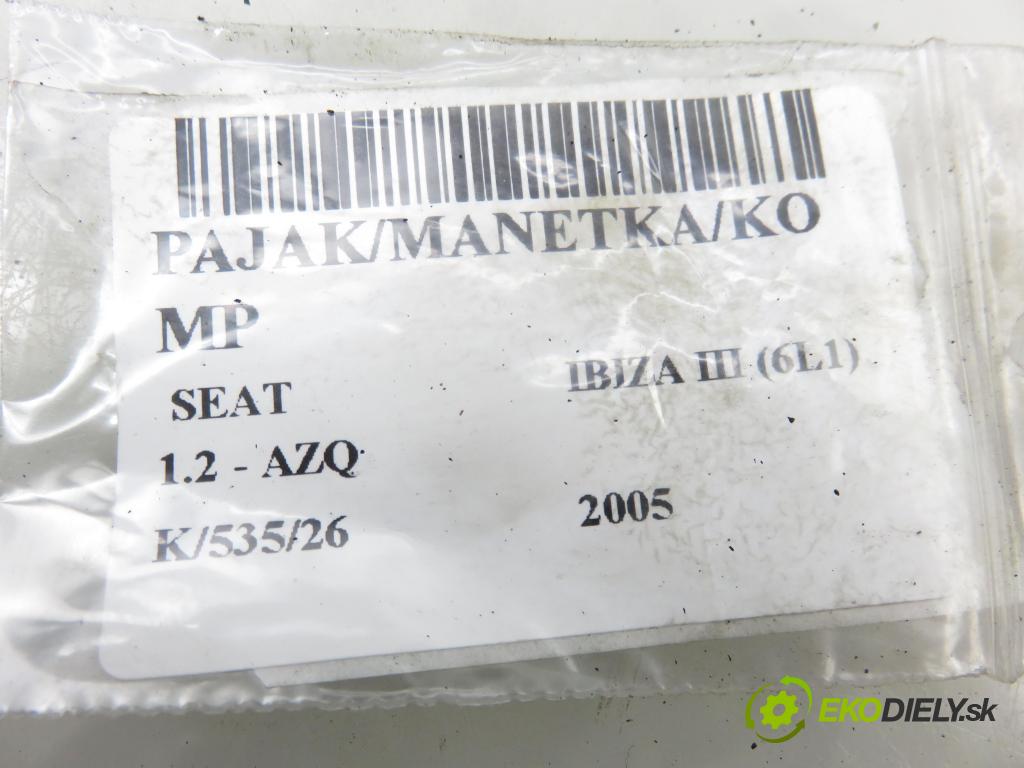 PAJAK/MANETKA/KO
MP
SEAT IBIZA III (6L1)
1.2 - AZQ
K/535/26 2005
EKODIELY.sk